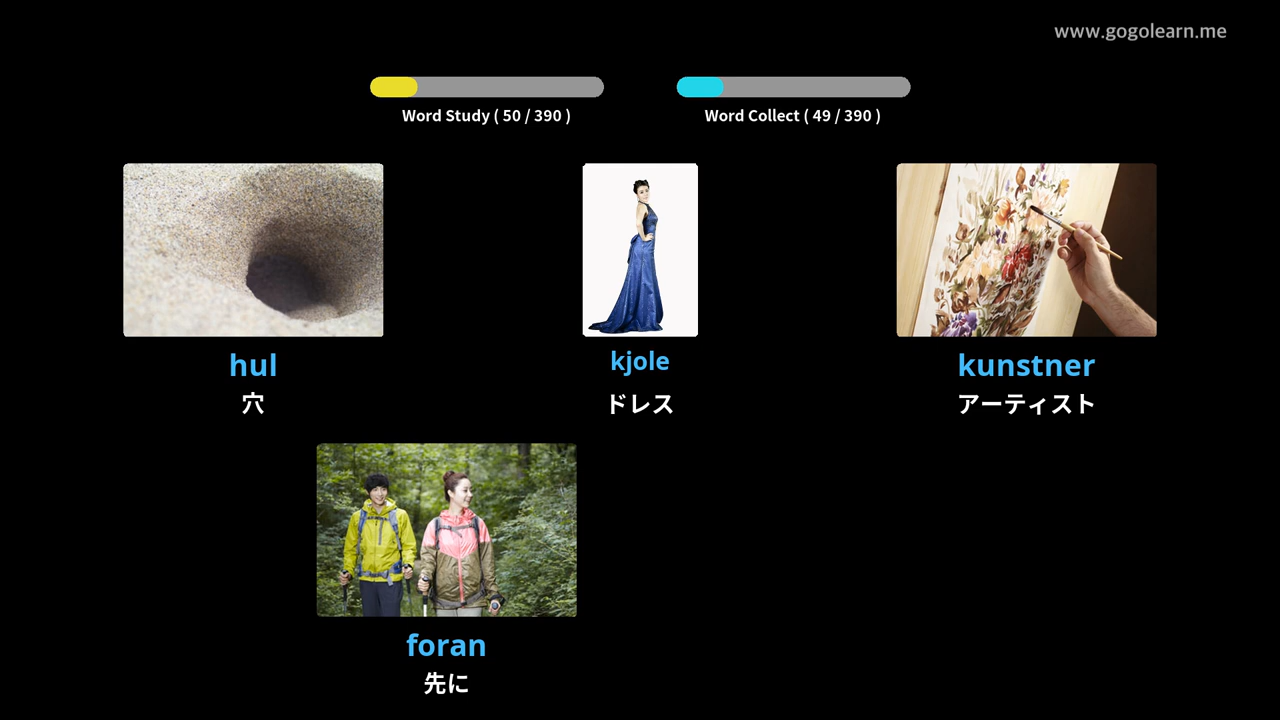 www.gogolearn.me
Word Study ( 50 / 390 )
Word Collect ( 49 / 390 )
hul
穴
kjole
ドレス
kunstner
アーティスト
foran
先に